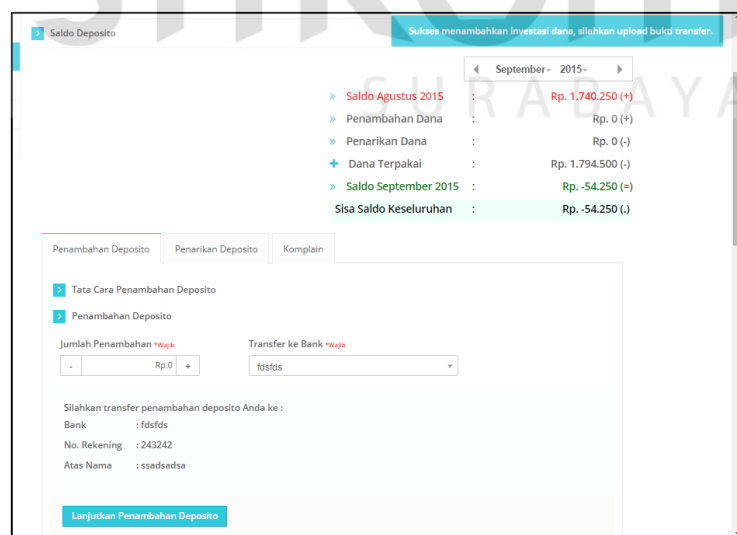 Saldo Deposito
Sukses menambahkan investasi dana, silahkan upload bukti transfer.
September- 2015-
SURABAYA
» Saldo Agustus 2015 : Rp. 1.740.250 (+)
» Penambahan Dana : Rp. 0 (+)
» Penarikan Dana : Rp. 0 (-)
+ Dana Terpakai : Rp. 1.794.500 (-)
» Saldo September 2015 : Rp. -54.250 (=)
Sisa Saldo Keseluruhan : Rp. -54.250 (.)
Penambahan Deposito Penarikan Deposito Komplain
Tata Cara Penambahan Deposito
Penambahan Deposito
Jumlah Penambahan *Wajib Transfer ke Bank *Wajib
- Rp.0 + fdsfds
Silahkan transfer penambahan deposito Anda ke :
Bank : fdsfds
No. Rekening : 243242
Atas Nama : ssadsadsa
Lanjutkan Penambahan Deposito